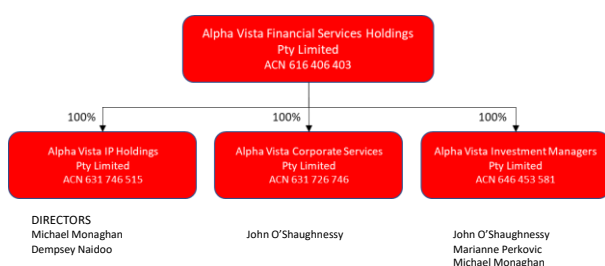 Alpha Vista Financial Services Holdings
Pty Limited
ACN 616 406 403
100%
100%
100%
Alpha Vista IP Holdings
Pty Limited
ACN 631 746 515
Alpha Vista Corporate Services
Pty Limited
ACN 631 726 746
Alpha Vista Investment Managers
Pty Limited
ACN 646 453 581
DIRECTORS
Michael Monaghan
Dempsey Naidoo
John O'Shaughnessy
John O'Shaughnessy
Marianne Perkovic
Michael Monaghan